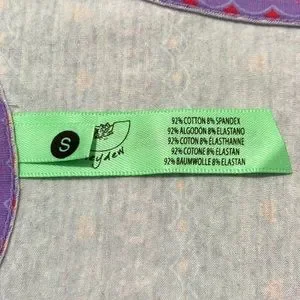 S
92% COTTON 8% SPANDEX
92% ALGODÓN 8% ELASTANO
92% COTON 8% ELASTHANNE
92% COTONE 8% ELASTAN
92% BAUMWOLLE 8% ELASTAN